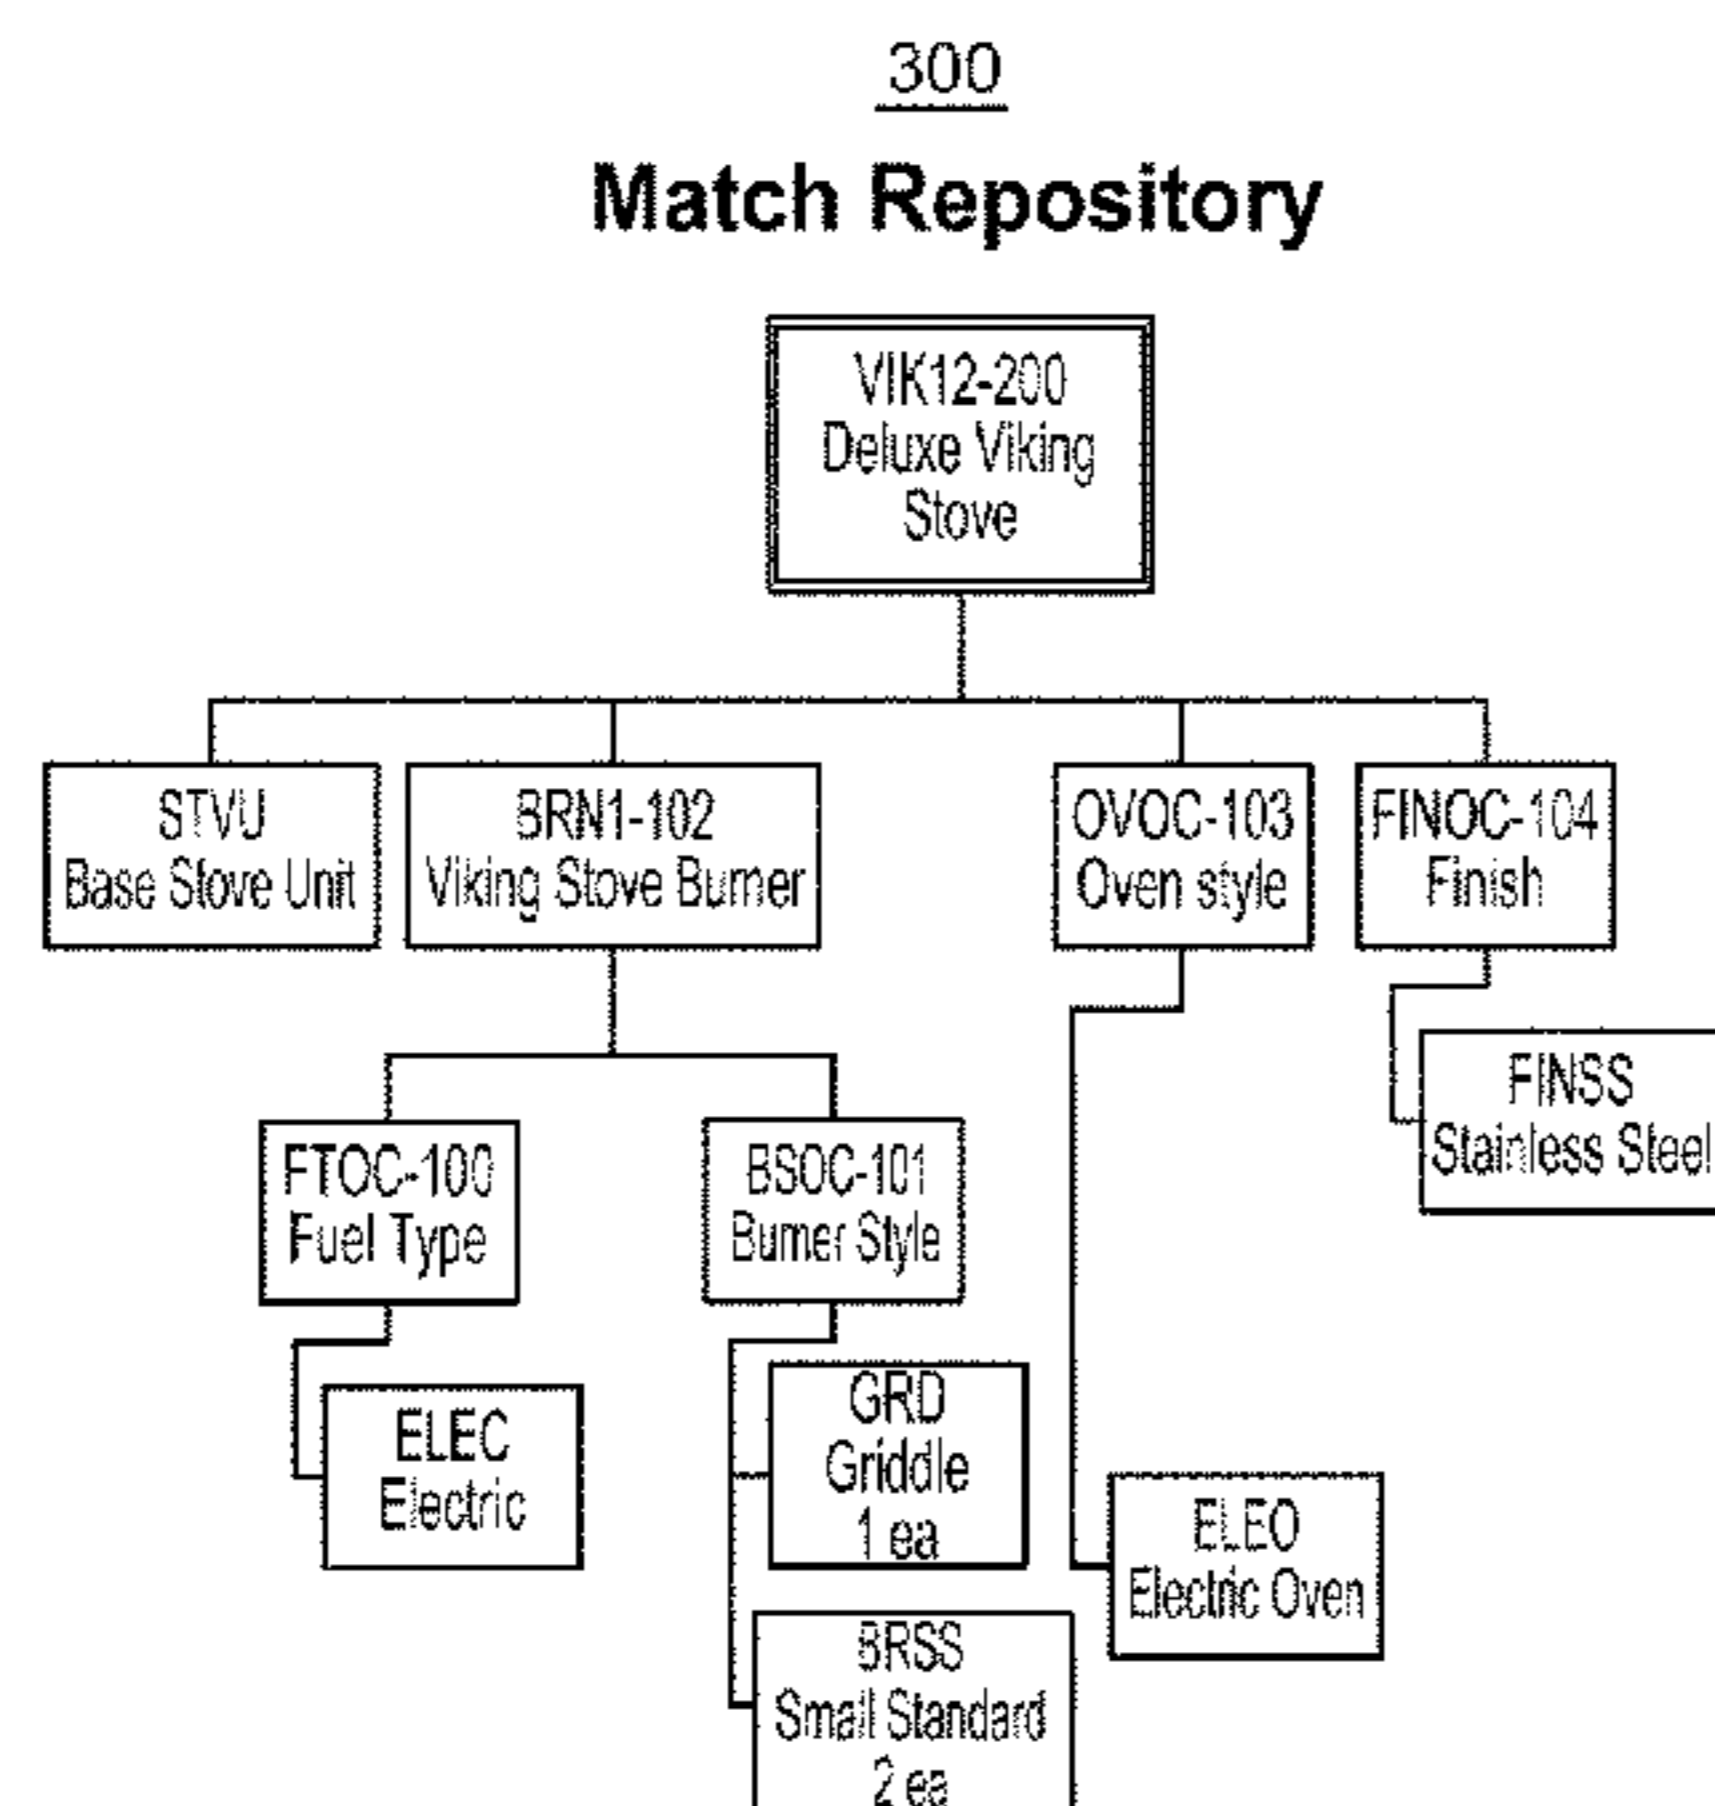 300
Match Repository
VIK12-200
Deluxe Viking
Stove
STVU
Base Stove Unit
BRN1-102
Viking Stove Burner
OVOC-103
Oven style
FINOC-104
Finish
FTOC-100
Fuel Type
BSOC-101
Burner Style
FINSS
Stainless Steel
ELEC
Electric
GRD
Griddle
1 ea
ELEO
Electric Oven
BRSS
Small Standard
2 ea